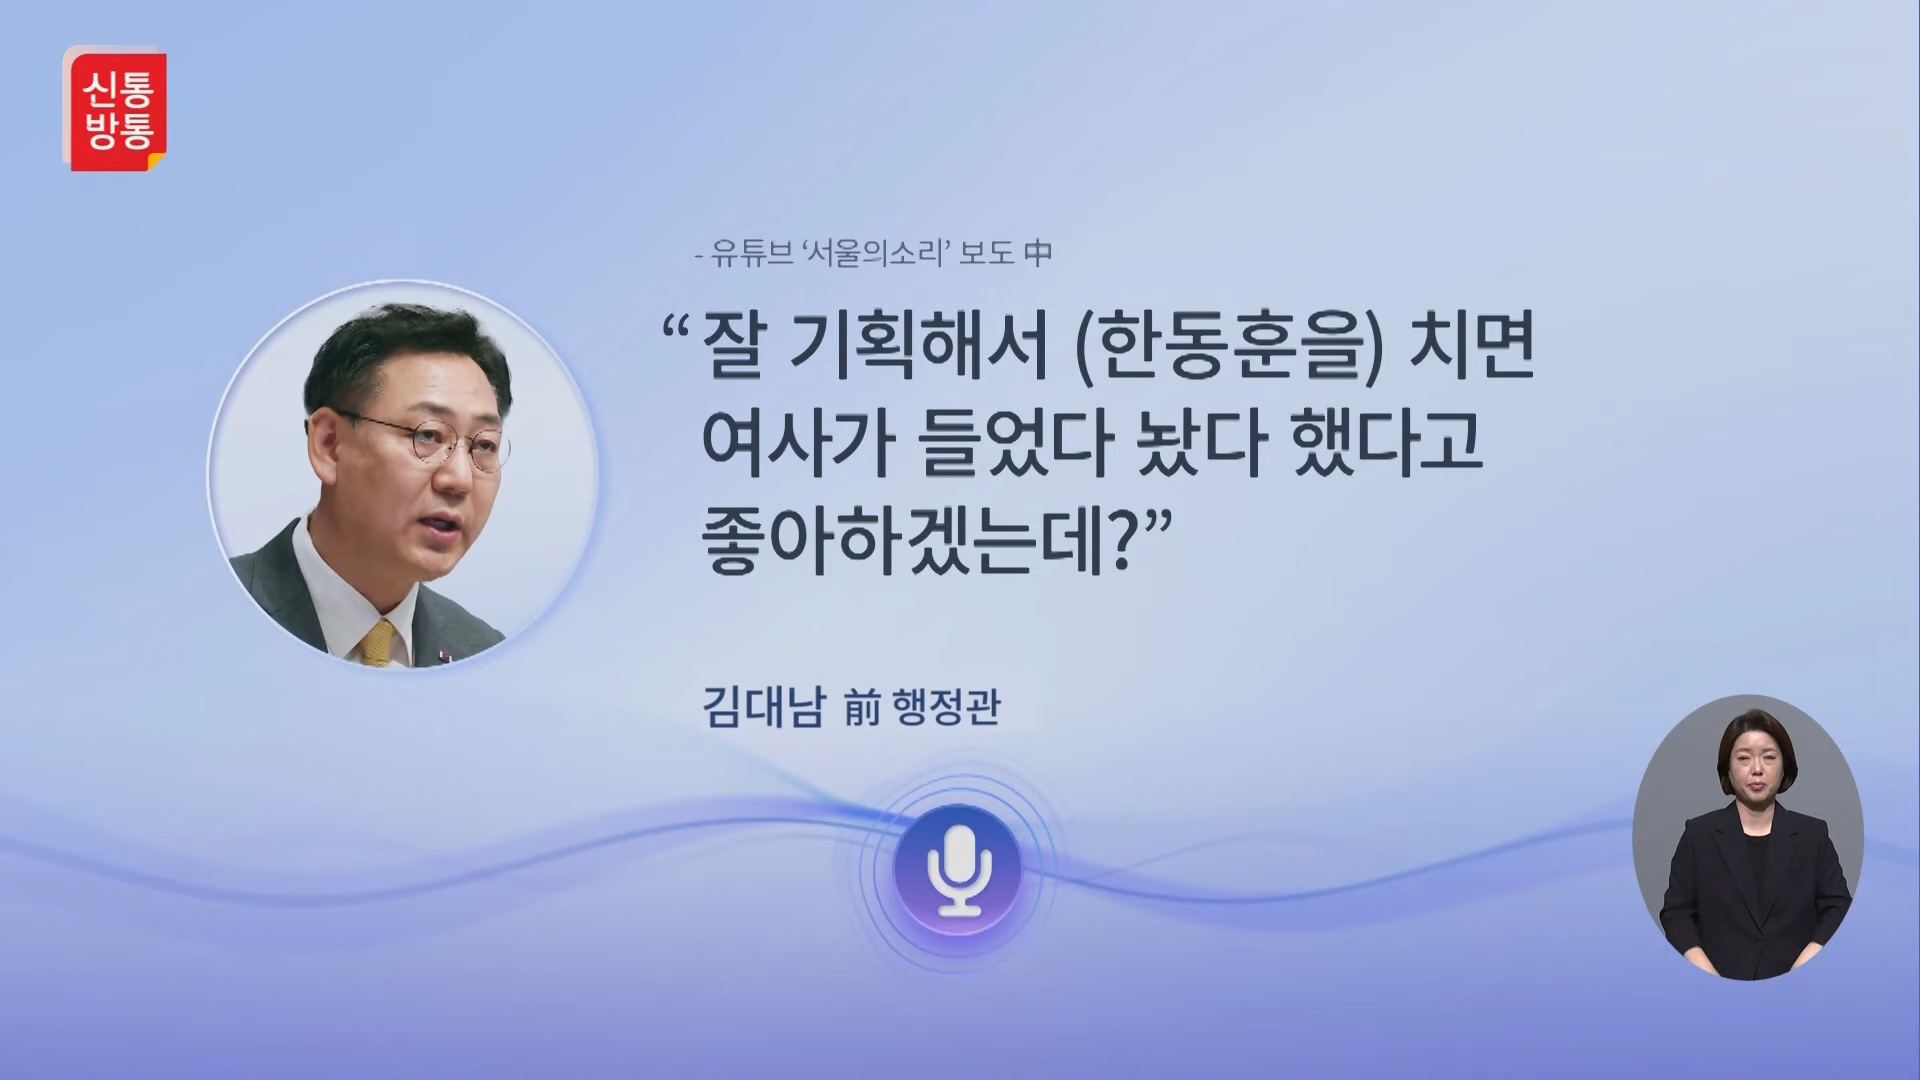 신통
방통
- 유튜브 ‘서울의소리’ 보도 中
“잘 기획해서 (한동훈을) 치면
여사가 들었다 놨다 했다고
좋아하겠는데?”
김대남 前 행정관